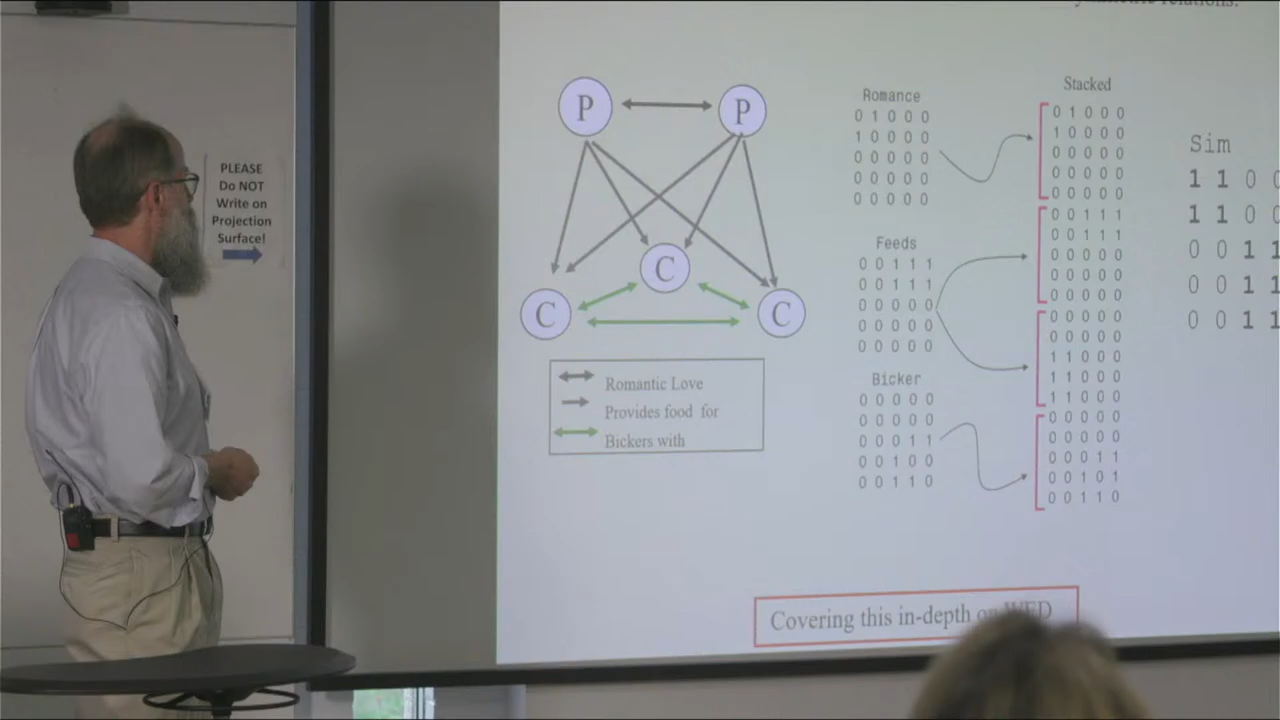 relations.
PLEASE
Do NOT
Write on
Projection
Surface!
P P
C
C C
Romantic Love
Provides food for
Bickers with
Romance
0 1 0 0 0
1 0 0 0 0
0 0 0 0 0
0 0 0 0 0
0 0 0 0 0
Feeds
0 0 1 1 1
0 0 1 1 1
0 0 0 0 0
0 0 0 0 0
0 0 0 0 0
Bicker
0 0 0 0 0
0 0 0 0 0
0 0 0 1 1
0 0 1 0 0
0 0 1 1 0
Stacked
0 1 0 0 0
1 0 0 0 0
0 0 0 0 0
0 0 0 0 0
0 0 0 0 0
0 0 1 1 1
0 0 1 1 1
0 0 0 0 0
0 0 0 0 0
0 0 0 0 0
0 0 0 0 0
0 0 0 0 0
1 1 0 0 0
1 1 0 0 0
1 1 0 0 0
0 0 0 0 0
0 0 0 0 0
0 0 0 1 1
0 0 1 0 1
0 0 1 1 0
Sim
1 1 0 0
1 1 0 0
0 0 1 1
0 0 1 1
0 0 1 1
Covering this in-depth on WED